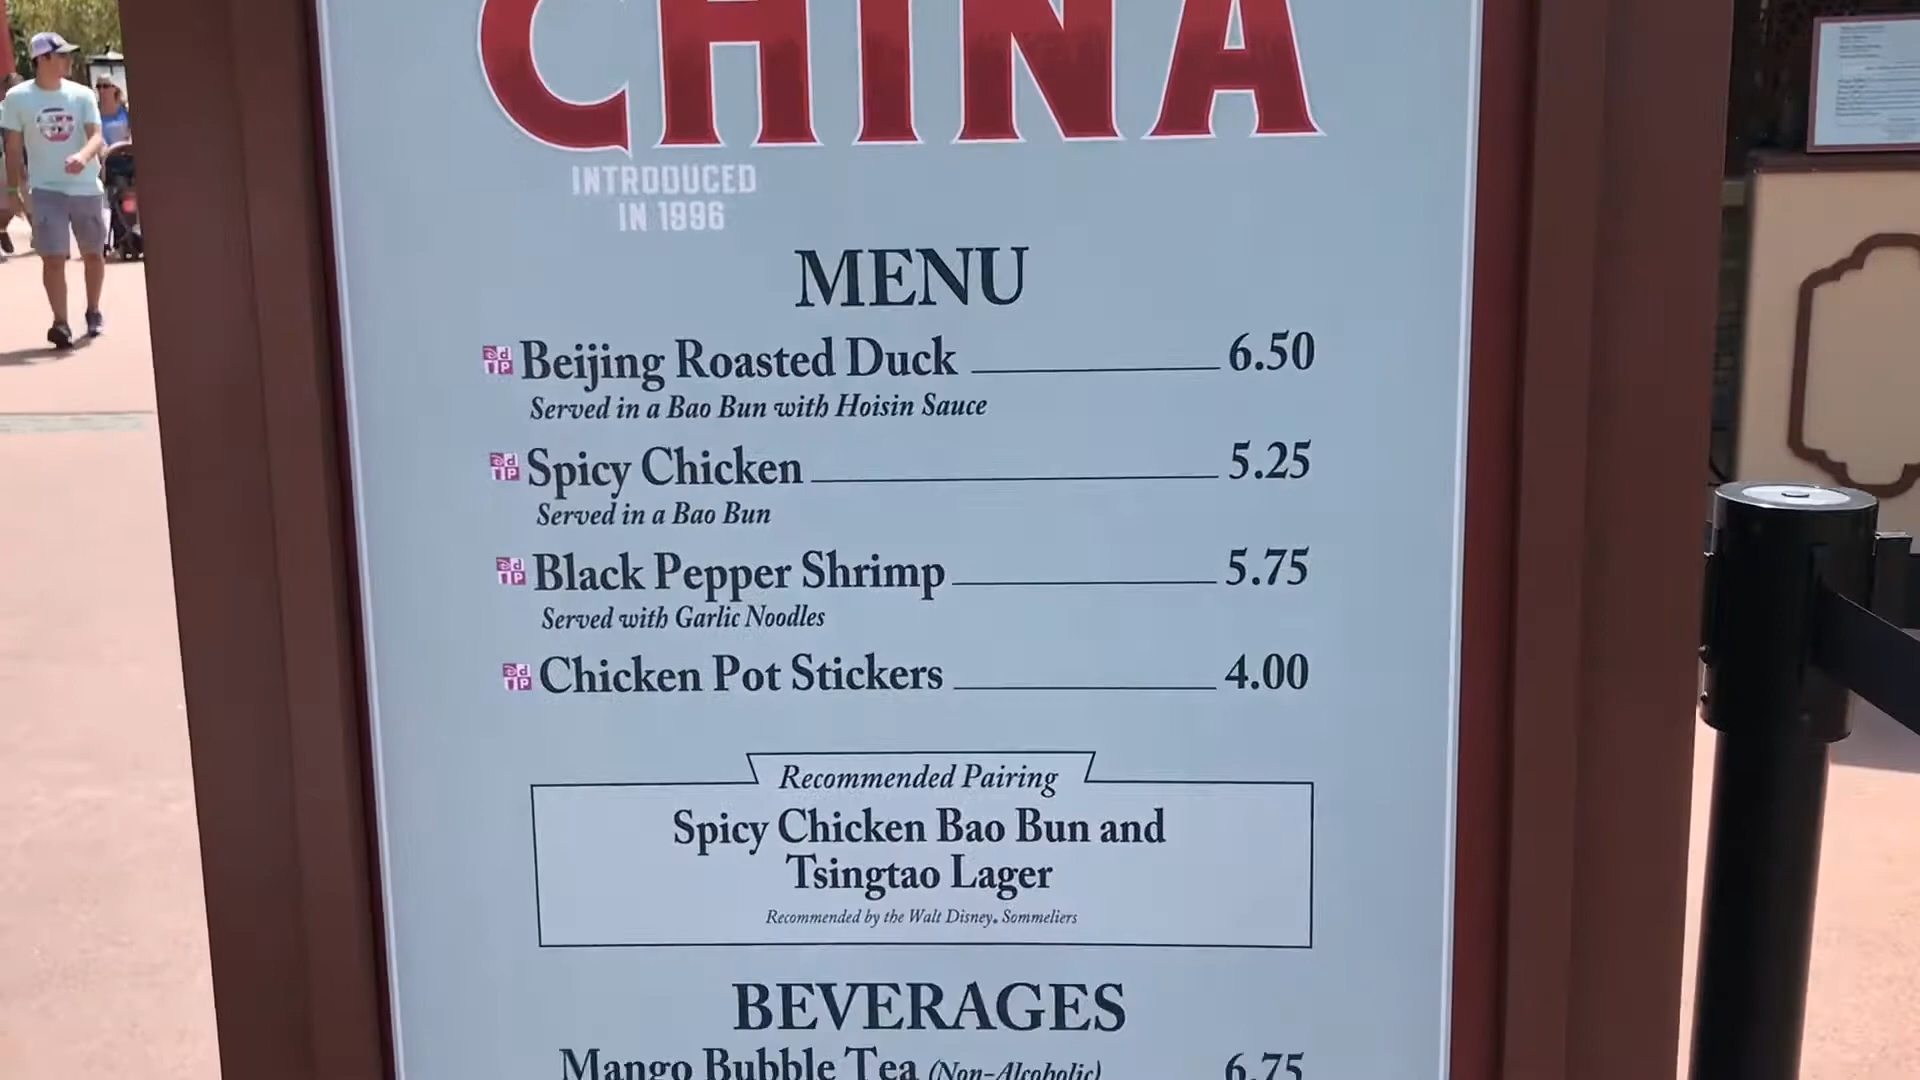 CHINA
INTRODUCED
IN 1996
MENU
Beijing Roasted Duck 6.50
Served in a Bao Bun with Hoisin Sauce
Spicy Chicken 5.25
Served in a Bao Bun
Black Pepper Shrimp 5.75
Served with Garlic Noodles
Chicken Pot Stickers 4.00
Recommended Pairing
Spicy Chicken Bao Bun and
Tsingtao Lager
Recommended by the Walt Disney® Sommeliers
BEVERAGES
Mango Bubble Tea (Non-Alcoholic) 6.75